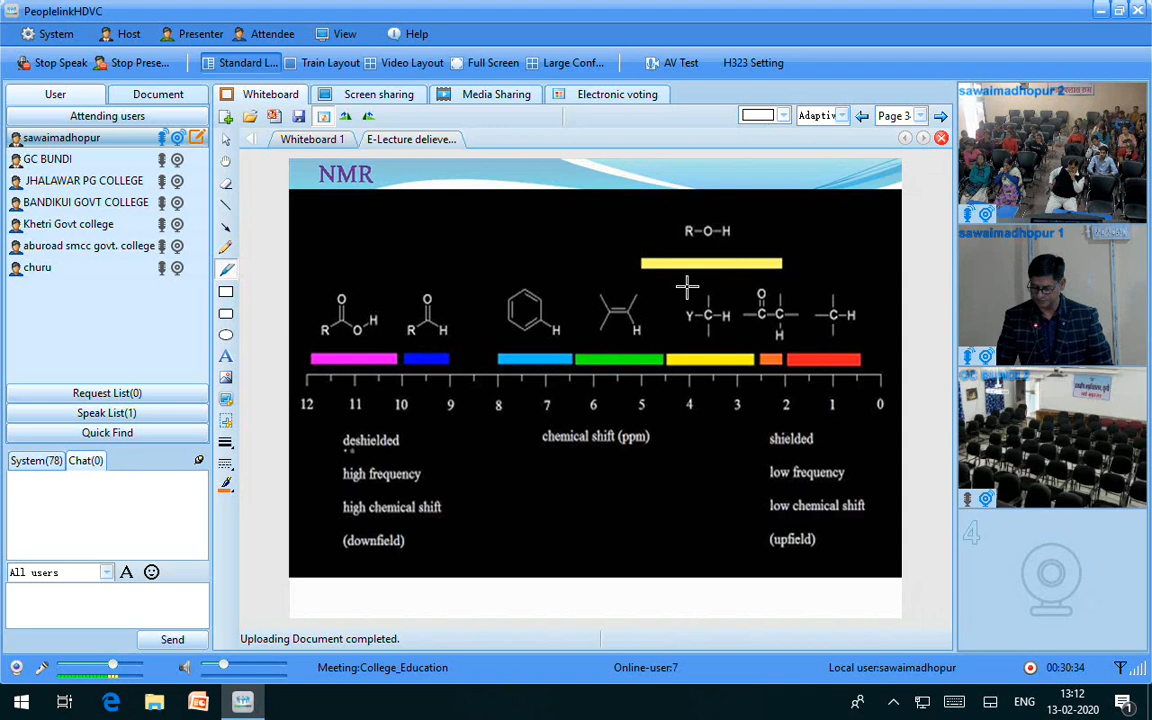 PeoplelinkHDVC
System Host Presenter Attendee View Help
Stop Speak Stop Prese... Standard L... Train Layout Video Layout Full Screen Large Conf... AV Test H323 Setting
User Document
Attending users
sawaimadhopur
GC BUNDI
JHALAWAR PG COLLEGE
BANDIKUI GOVT COLLEGE
Khetri Govt college
aburoad smcc govt. college
churu
Request List(0)
Speak List(1)
Quick Find
System(78) Chat(0)
All users
Send
Whiteboard Screen sharing Media Sharing Electronic voting
Adaptiv Page 3
Whiteboard 1 E-Lecture delieve...
NMR
R-O-H
R O O H
R O H
H
H
Y-C-H
O C C H
C-H
12 11 10 9 8 7 6 5 4 3 2 1 0
chemical shift (ppm)
deshielded
high frequency
high chemical shift
(downfield)
shielded
low frequency
low chemical shift
(upfield)
Uploading Document completed.
sawaimadhopur 2
sawaimadhopur 1
4
Meeting:College_Education Online-user:7 Local user:sawaimadhopur 00:30:34
ENG 13:12
13-02-2020
1